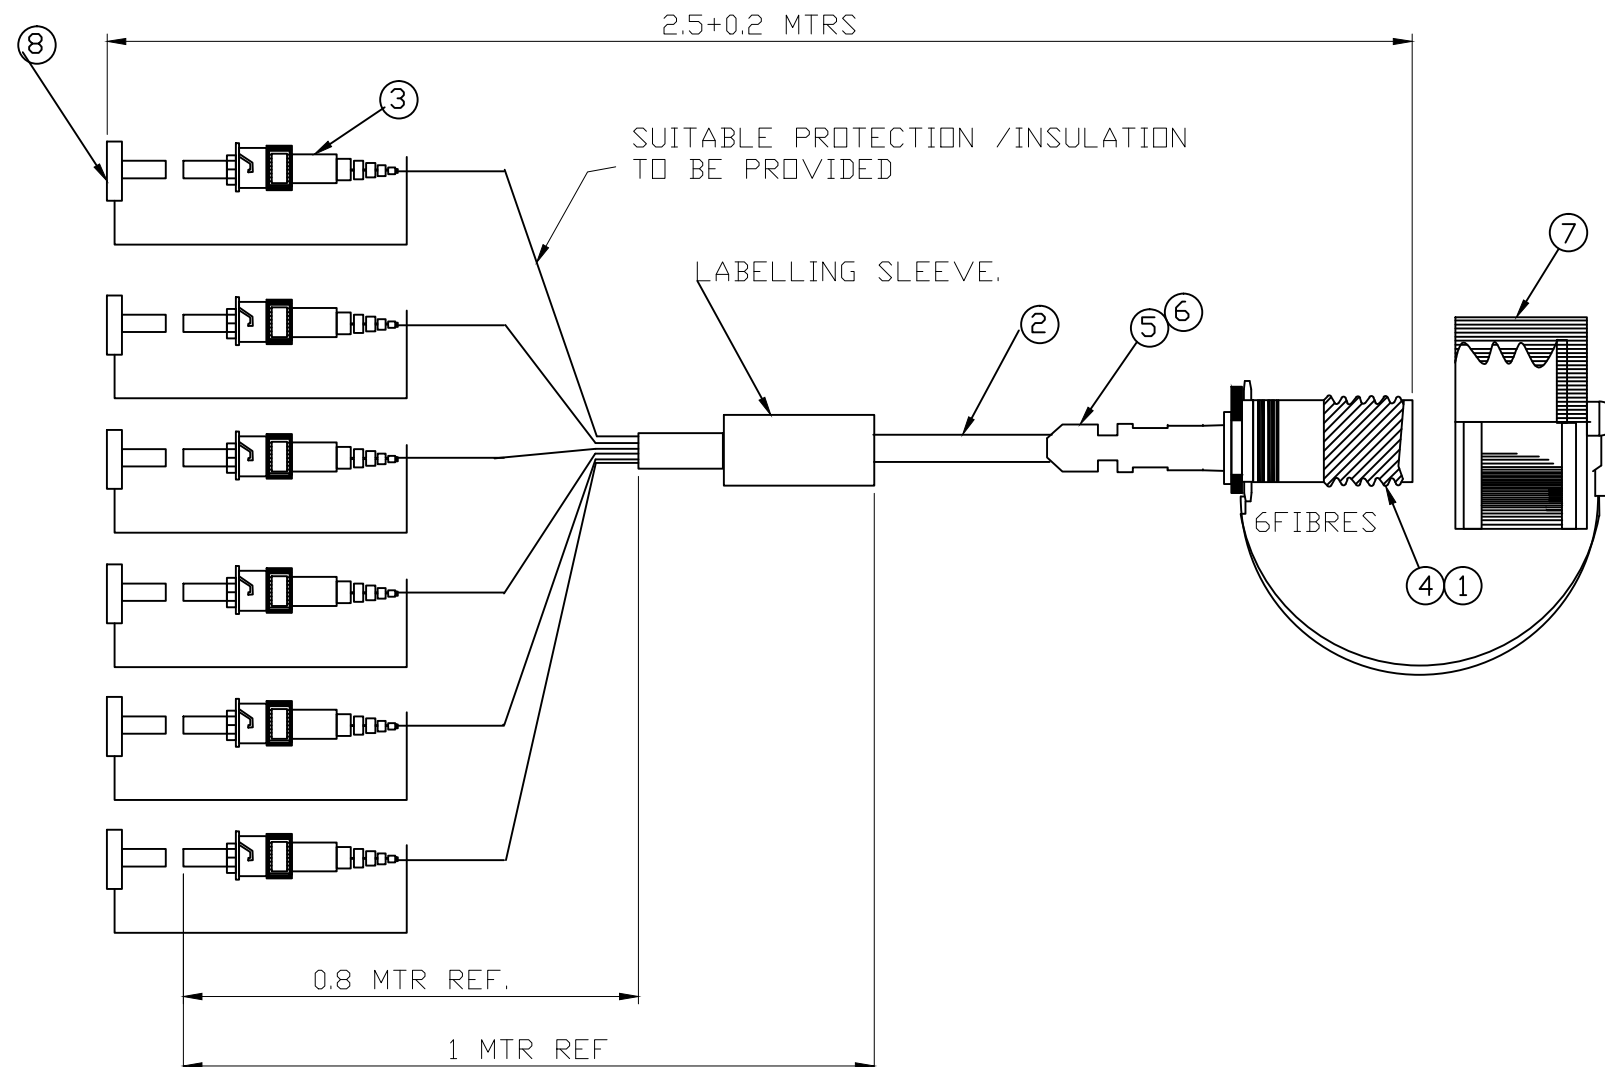 2.5+0.2 MTRS
8
3
SUITABLE PROTECTION /INSULATION
TO BE PROVIDED
7
LABELLING SLEEVE.
2
5
6
6FIBRES
4
1
0.8 MTR REF.
1 MTR REF